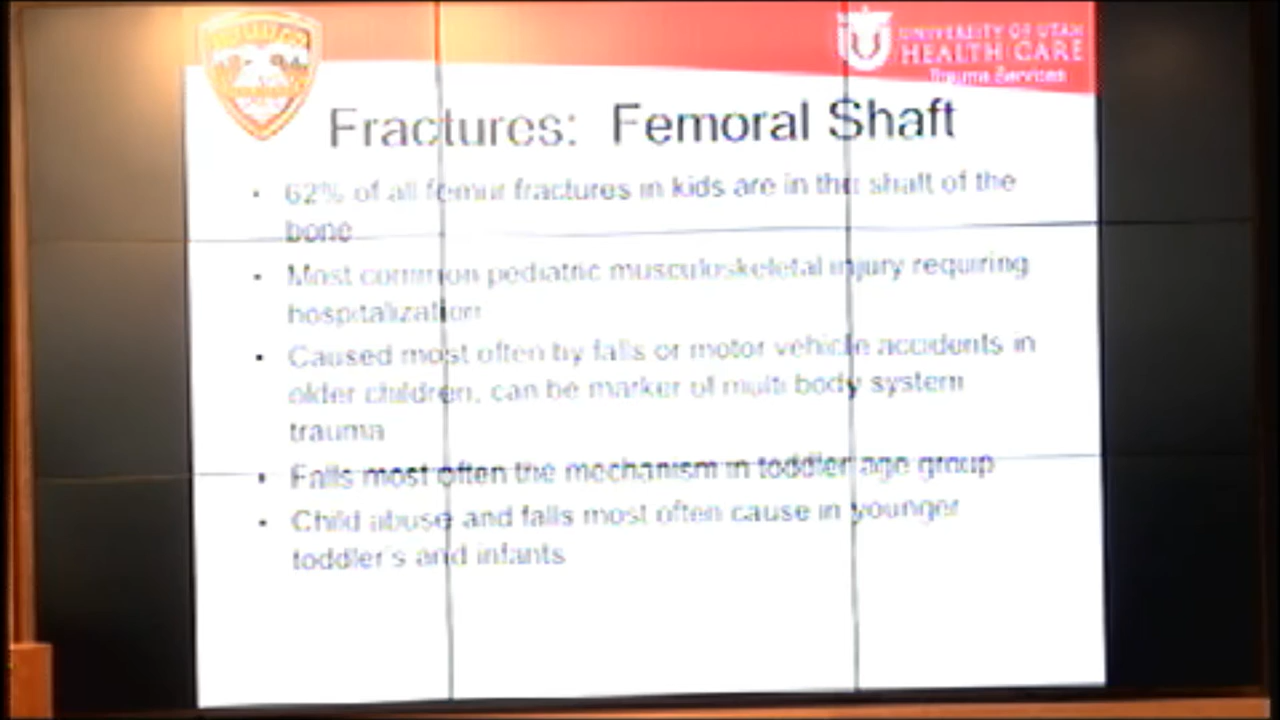 UNIVERSITY OF UTAH
HEALTH CARE
Trauma Services
Fractures: Femoral Shaft
• 62% of all femur fractures in kids are in the shaft of the
bone
• Most common pediatric musculoskeletal injury requiring
hospitalization
• Caused most often by falls or motor vehicle accidents in
older children, can be marker of multi body system
trauma
• Falls most often the mechanism in toddler age group
• Child abuse and falls most often cause in younger
toddler's and infants